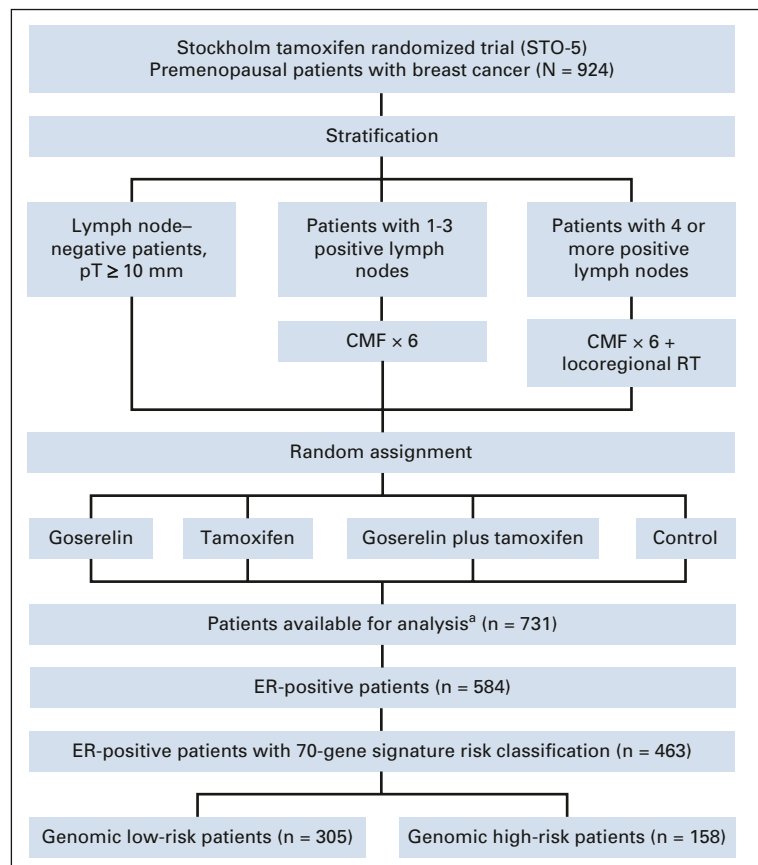 Stockholm tamoxifen randomized trial (STO-5)
Premenopausal patients with breast cancer (N = 924)
Stratification
Lymph node–
negative patients,
pT ≥ 10 mm
Patients with 1-3
positive lymph
nodes
Patients with 4 or
more positive
lymph nodes
CMF × 6
CMF × 6 +
locoregional RT
Random assignment
Goserelin
Tamoxifen
Goserelin plus tamoxifen
Control
Patients available for analysisᵃ (n = 731)
ER-positive patients (n = 584)
ER-positive patients with 70-gene signature risk classification (n = 463)
Genomic low-risk patients (n = 305)
Genomic high-risk patients (n = 158)